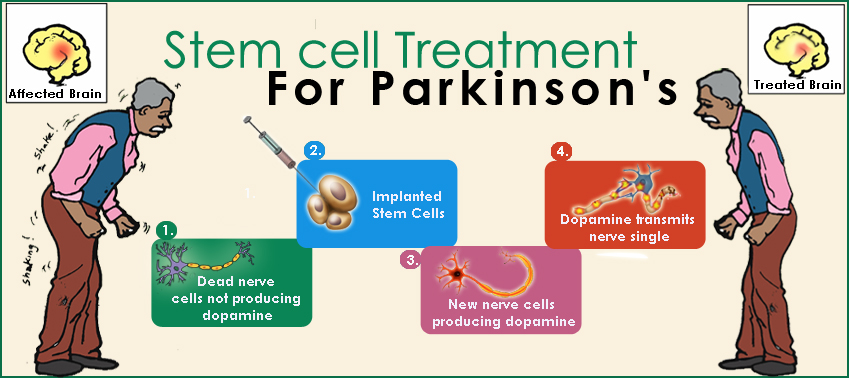 Stem cell Treatment
For Parkinson's
Affected Brain
Treated Brain
shake!
shaking!
1.
Dead nerve
cells not producing
dopamine
2.
Implanted
Stem Cells
3.
New nerve cells
producing dopamine
4.
Dopamine transmits
nerve single
1.